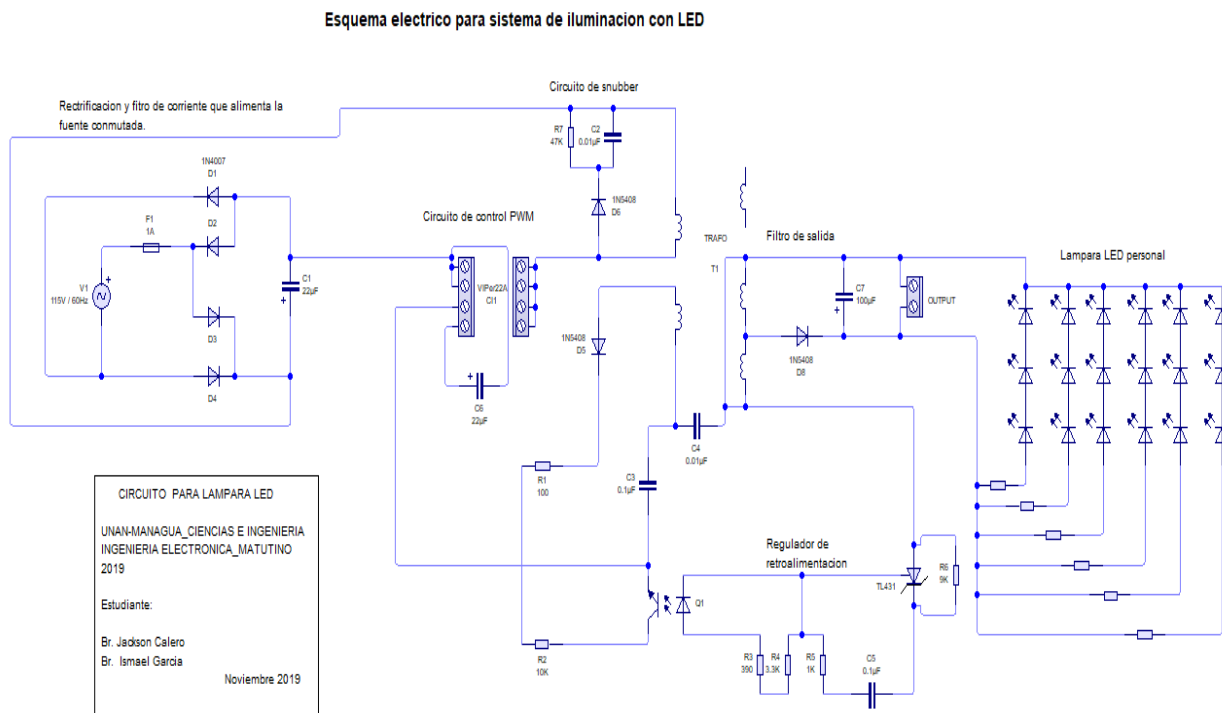 Esquema electrico para sistema de iluminacion con LED
Circuito de snubber
Rectrificacion y fitro de corriente que alimenta la
fuente conmutada.
R7
47K
C2
0.01µF
1N4007
D1
D2
F1
1A
V1
115V / 60Hz
C1
22µF
D3
D4
Circuito de control PWM
VIPer22A
CI1
C6
22µF
1N5408
D6
1N5408
D5
TRAFO
T1
Filtro de salida
C7
100µF
OUTPUT
1N5408
D8
Lampara LED personal
C4
0.01µF
C3
0.1µF
R1
100
R2
10K
Q1
Regulador de
retroalimentacion
TL431
R6
9K
R3
390
R4
3.3K
R5
1K
C5
0.1µF
CIRCUITO PARA LAMPARA LED
UNAN-MANAGUA_CIENCIAS E INGENIERIA
INGENIERIA ELECTRONICA_MATUTINO
2019
Estudiante:
Br. Jackson Calero
Br. Ismael Garcia
Noviembre 2019